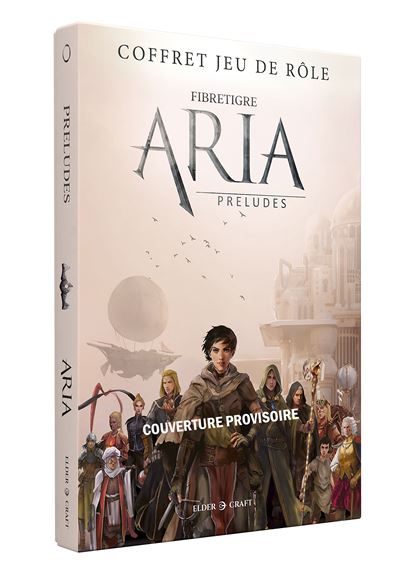 COFFRET JEU DE RÔLE
FIBRETIGRE
ARIA
PRELUDES
COUVERTURE PROVISOIRE
ELDER CRAFT
PRELUDES
ARIA
ELDER CRAFT